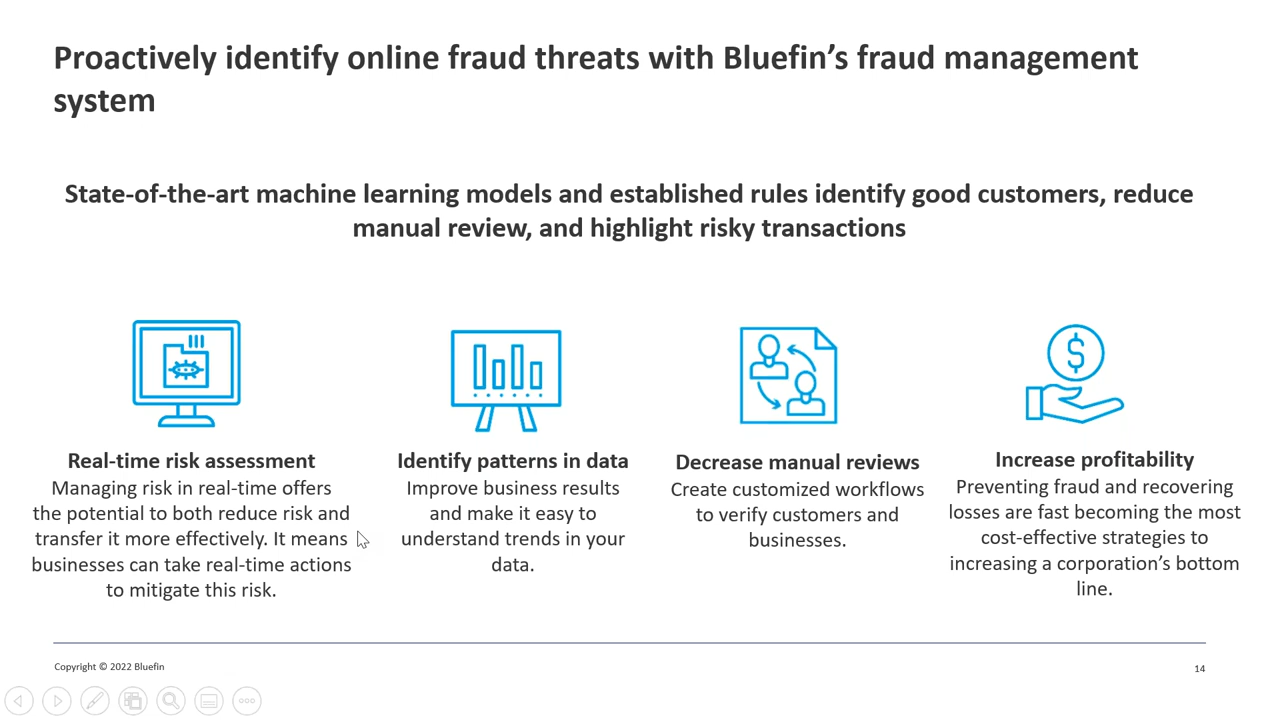 Proactively identify online fraud threats with Bluefin’s fraud management
system
State-of-the-art machine learning models and established rules identify good customers, reduce
manual review, and highlight risky transactions
Real-time risk assessment
Managing risk in real-time offers
the potential to both reduce risk and
transfer it more effectively. It means
businesses can take real-time actions
to mitigate this risk.
Identify patterns in data
Improve business results
and make it easy to
understand trends in your
data.
Decrease manual reviews
Create customized workflows
to verify customers and
businesses.
Increase profitability
Preventing fraud and recovering
losses are fast becoming the most
cost-effective strategies to
increasing a corporation’s bottom
line.
Copyright © 2022 Bluefin
14